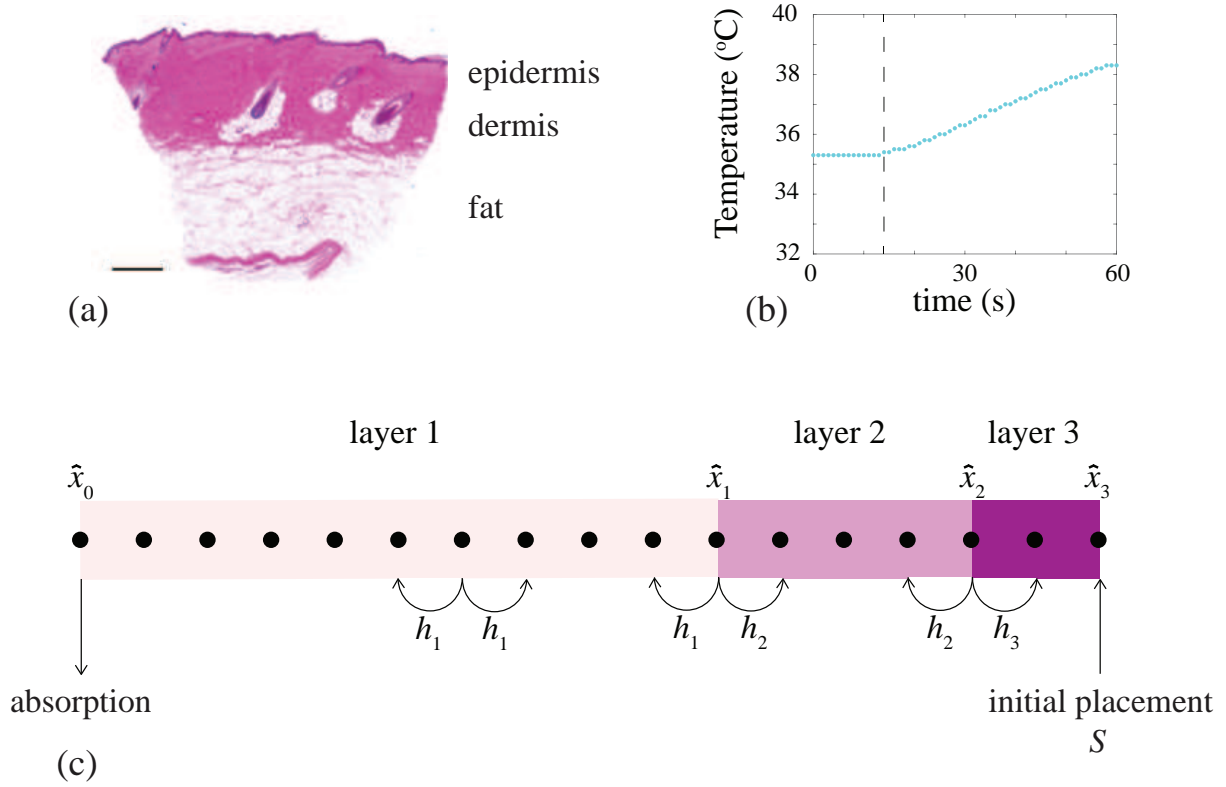 epidermis
dermis
fat
(a)
Temperature (°C)
40
38
36
34
32
0
30
60
time (s)
(b)
layer 1
layer 2
layer 3
x̂₀
x̂₁
x̂₂
x̂₃
h₁
h₁
h₁
h₂
h₂
h₃
absorption
initial placement
S
(c)